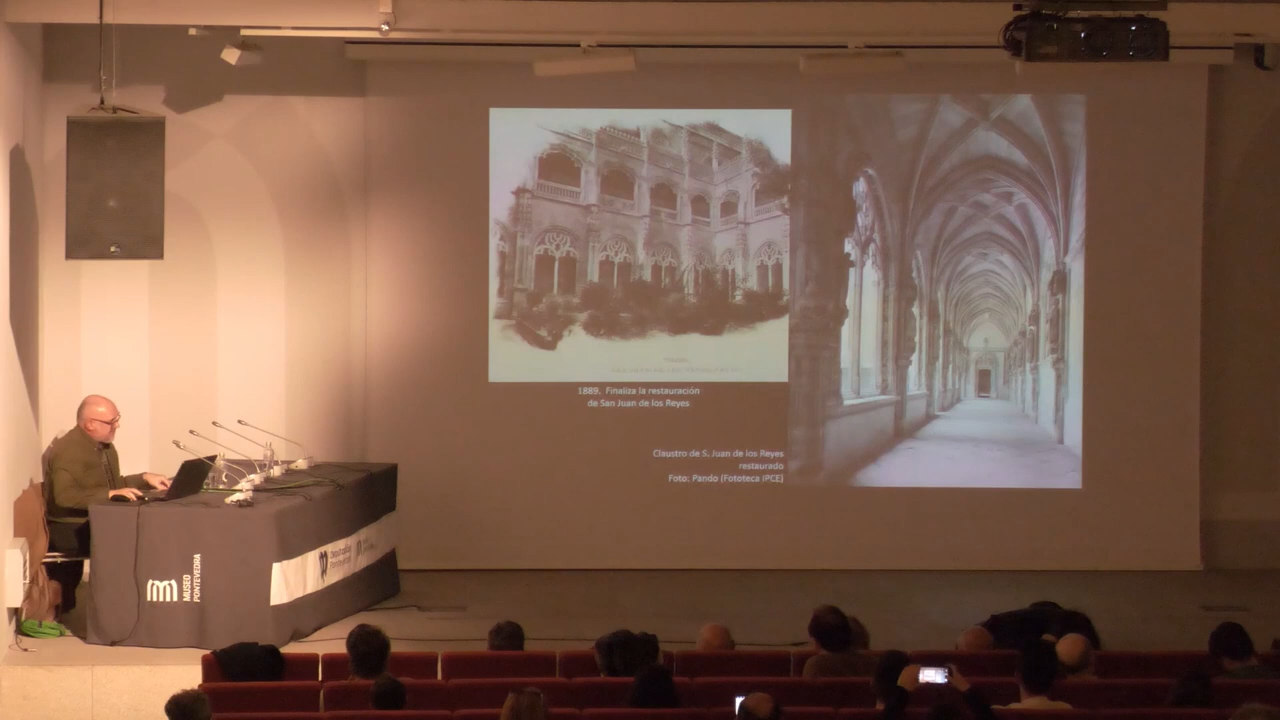 1889. Finaliza la restauración
de San Juan de los Reyes
Claustro de S. Juan de los Reyes
restaurado
Foto: Pando (Fototeca IPCE)
MUSEO
PONTEVEDRA